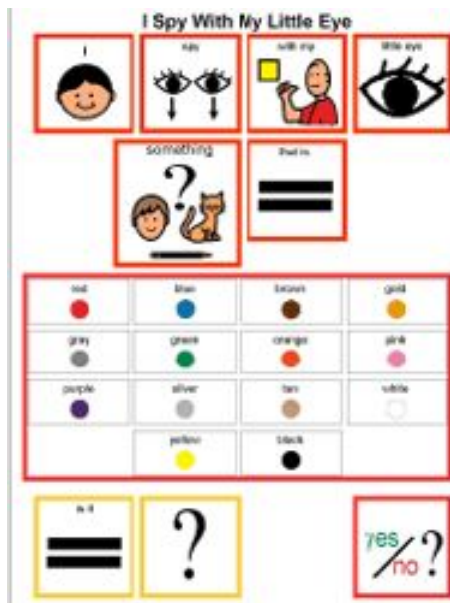 I Spy With My Little Eye
I spy with my little eye
something that is
red blue brown gold
gray green orange pink
purple silver tan white
yellow black
is it ?
yes/no?